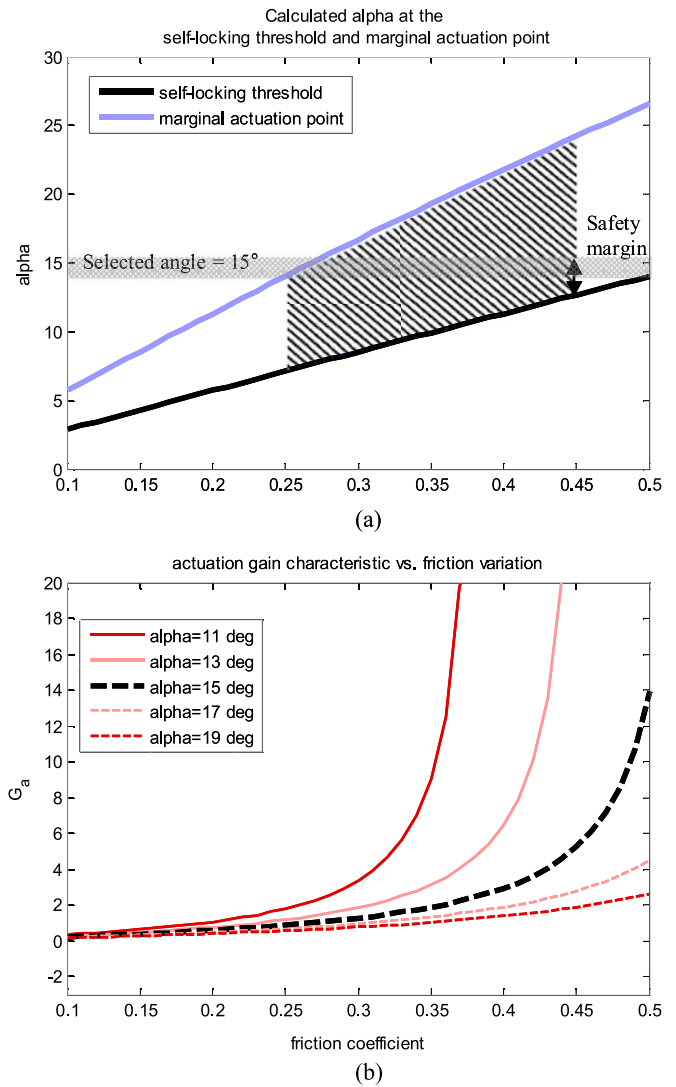 Calculated alpha at the
self-locking threshold and marginal actuation point
30
25
20
15
10
5
0
alpha
self-locking threshold
marginal actuation point
Selected angle = 15°
Safety
margin
0.1 0.15 0.2 0.25 0.3 0.35 0.4 0.45 0.5
(a)
actuation gain characteristic vs. friction variation
20
18
16
14
12
10
8
6
4
2
0
-2
G_a
alpha=11 deg
alpha=13 deg
alpha=15 deg
alpha=17 deg
alpha=19 deg
0.1 0.15 0.2 0.25 0.3 0.35 0.4 0.45 0.5
friction coefficient
(b)